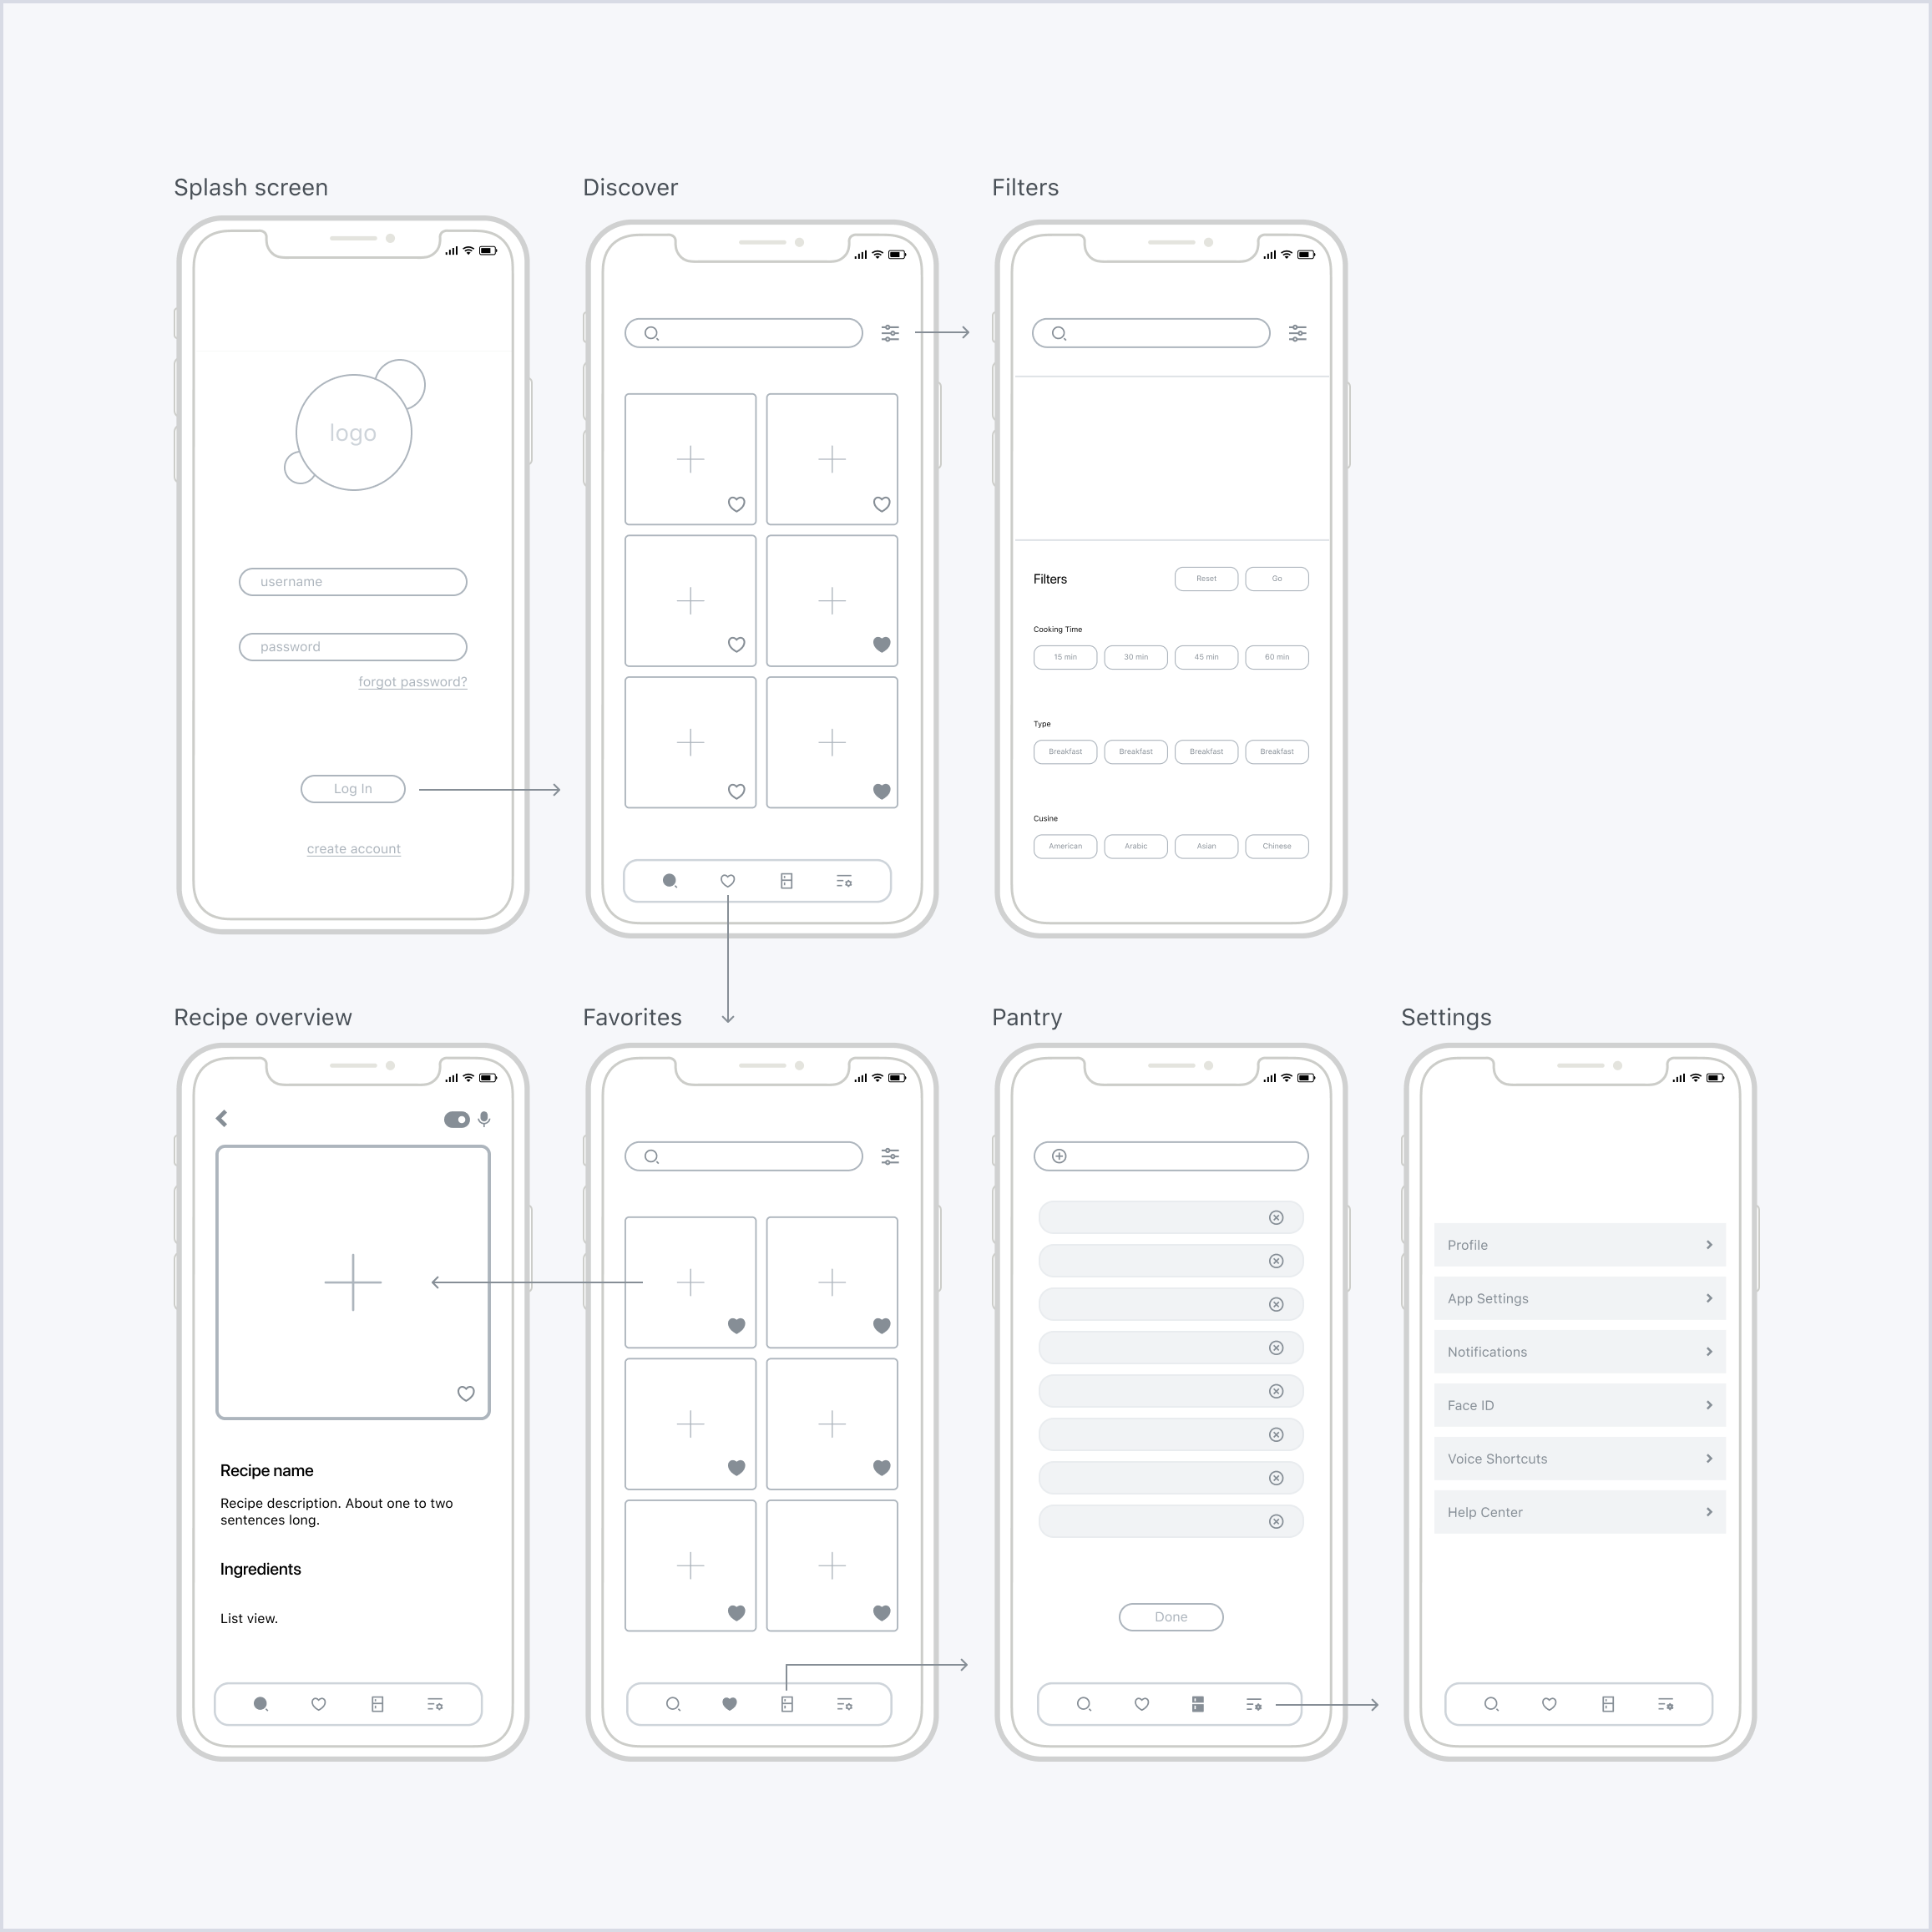 Splash screen
Discover
Filters
logo
username
password
forgot password?
Log In
create account
Filters
Reset
Go
Cooking Time
15 min
30 min
45 min
60 min
Type
Breakfast
Breakfast
Breakfast
Breakfast
Cusine
American
Arabic
Asian
Chinese
Recipe overview
Favorites
Pantry
Settings
Recipe name
Recipe description. About one to two
sentences long.
Ingredients
List view.
Done
Profile
App Settings
Notifications
Face ID
Voice Shortcuts
Help Center